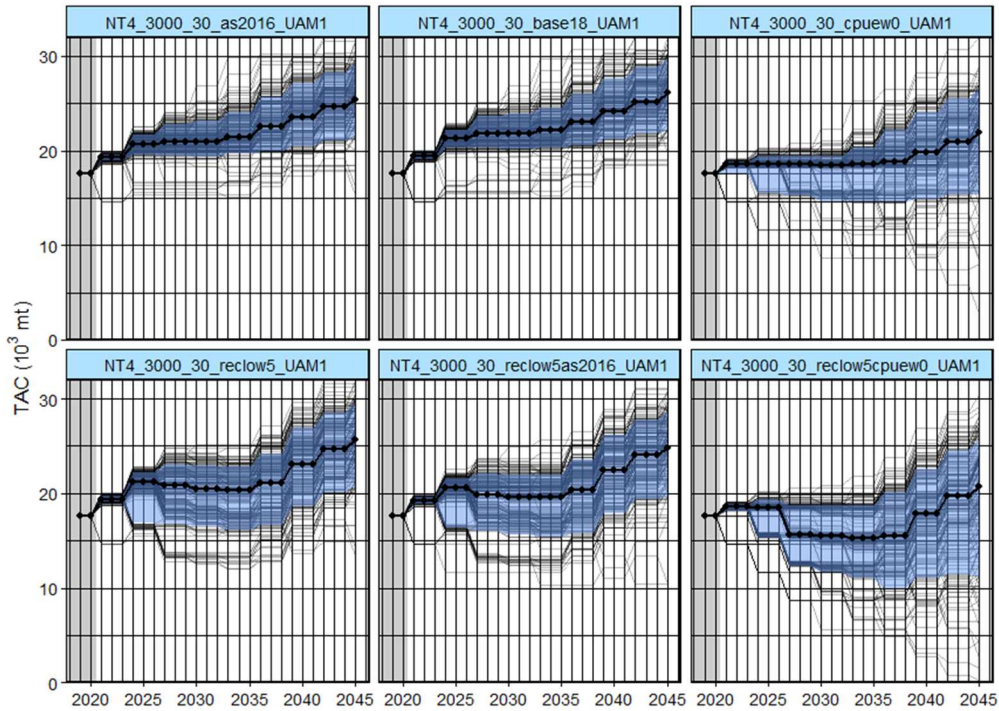 NT4_3000_30_as2016_UAM1 NT4_3000_30_base18_UAM1 NT4_3000_30_cpuew0_UAM1
30
20
10
0
TAC (10³ mt)
NT4_3000_30_reclow5_UAM1 NT4_3000_30_reclow5as2016_UAM1 NT4_3000_30_reclow5cpuew0_UAM1
30
20
10
0
2020 2025 2030 2035 2040 2045 2020 2025 2030 2035 2040 2045 2020 2025 2030 2035 2040 2045